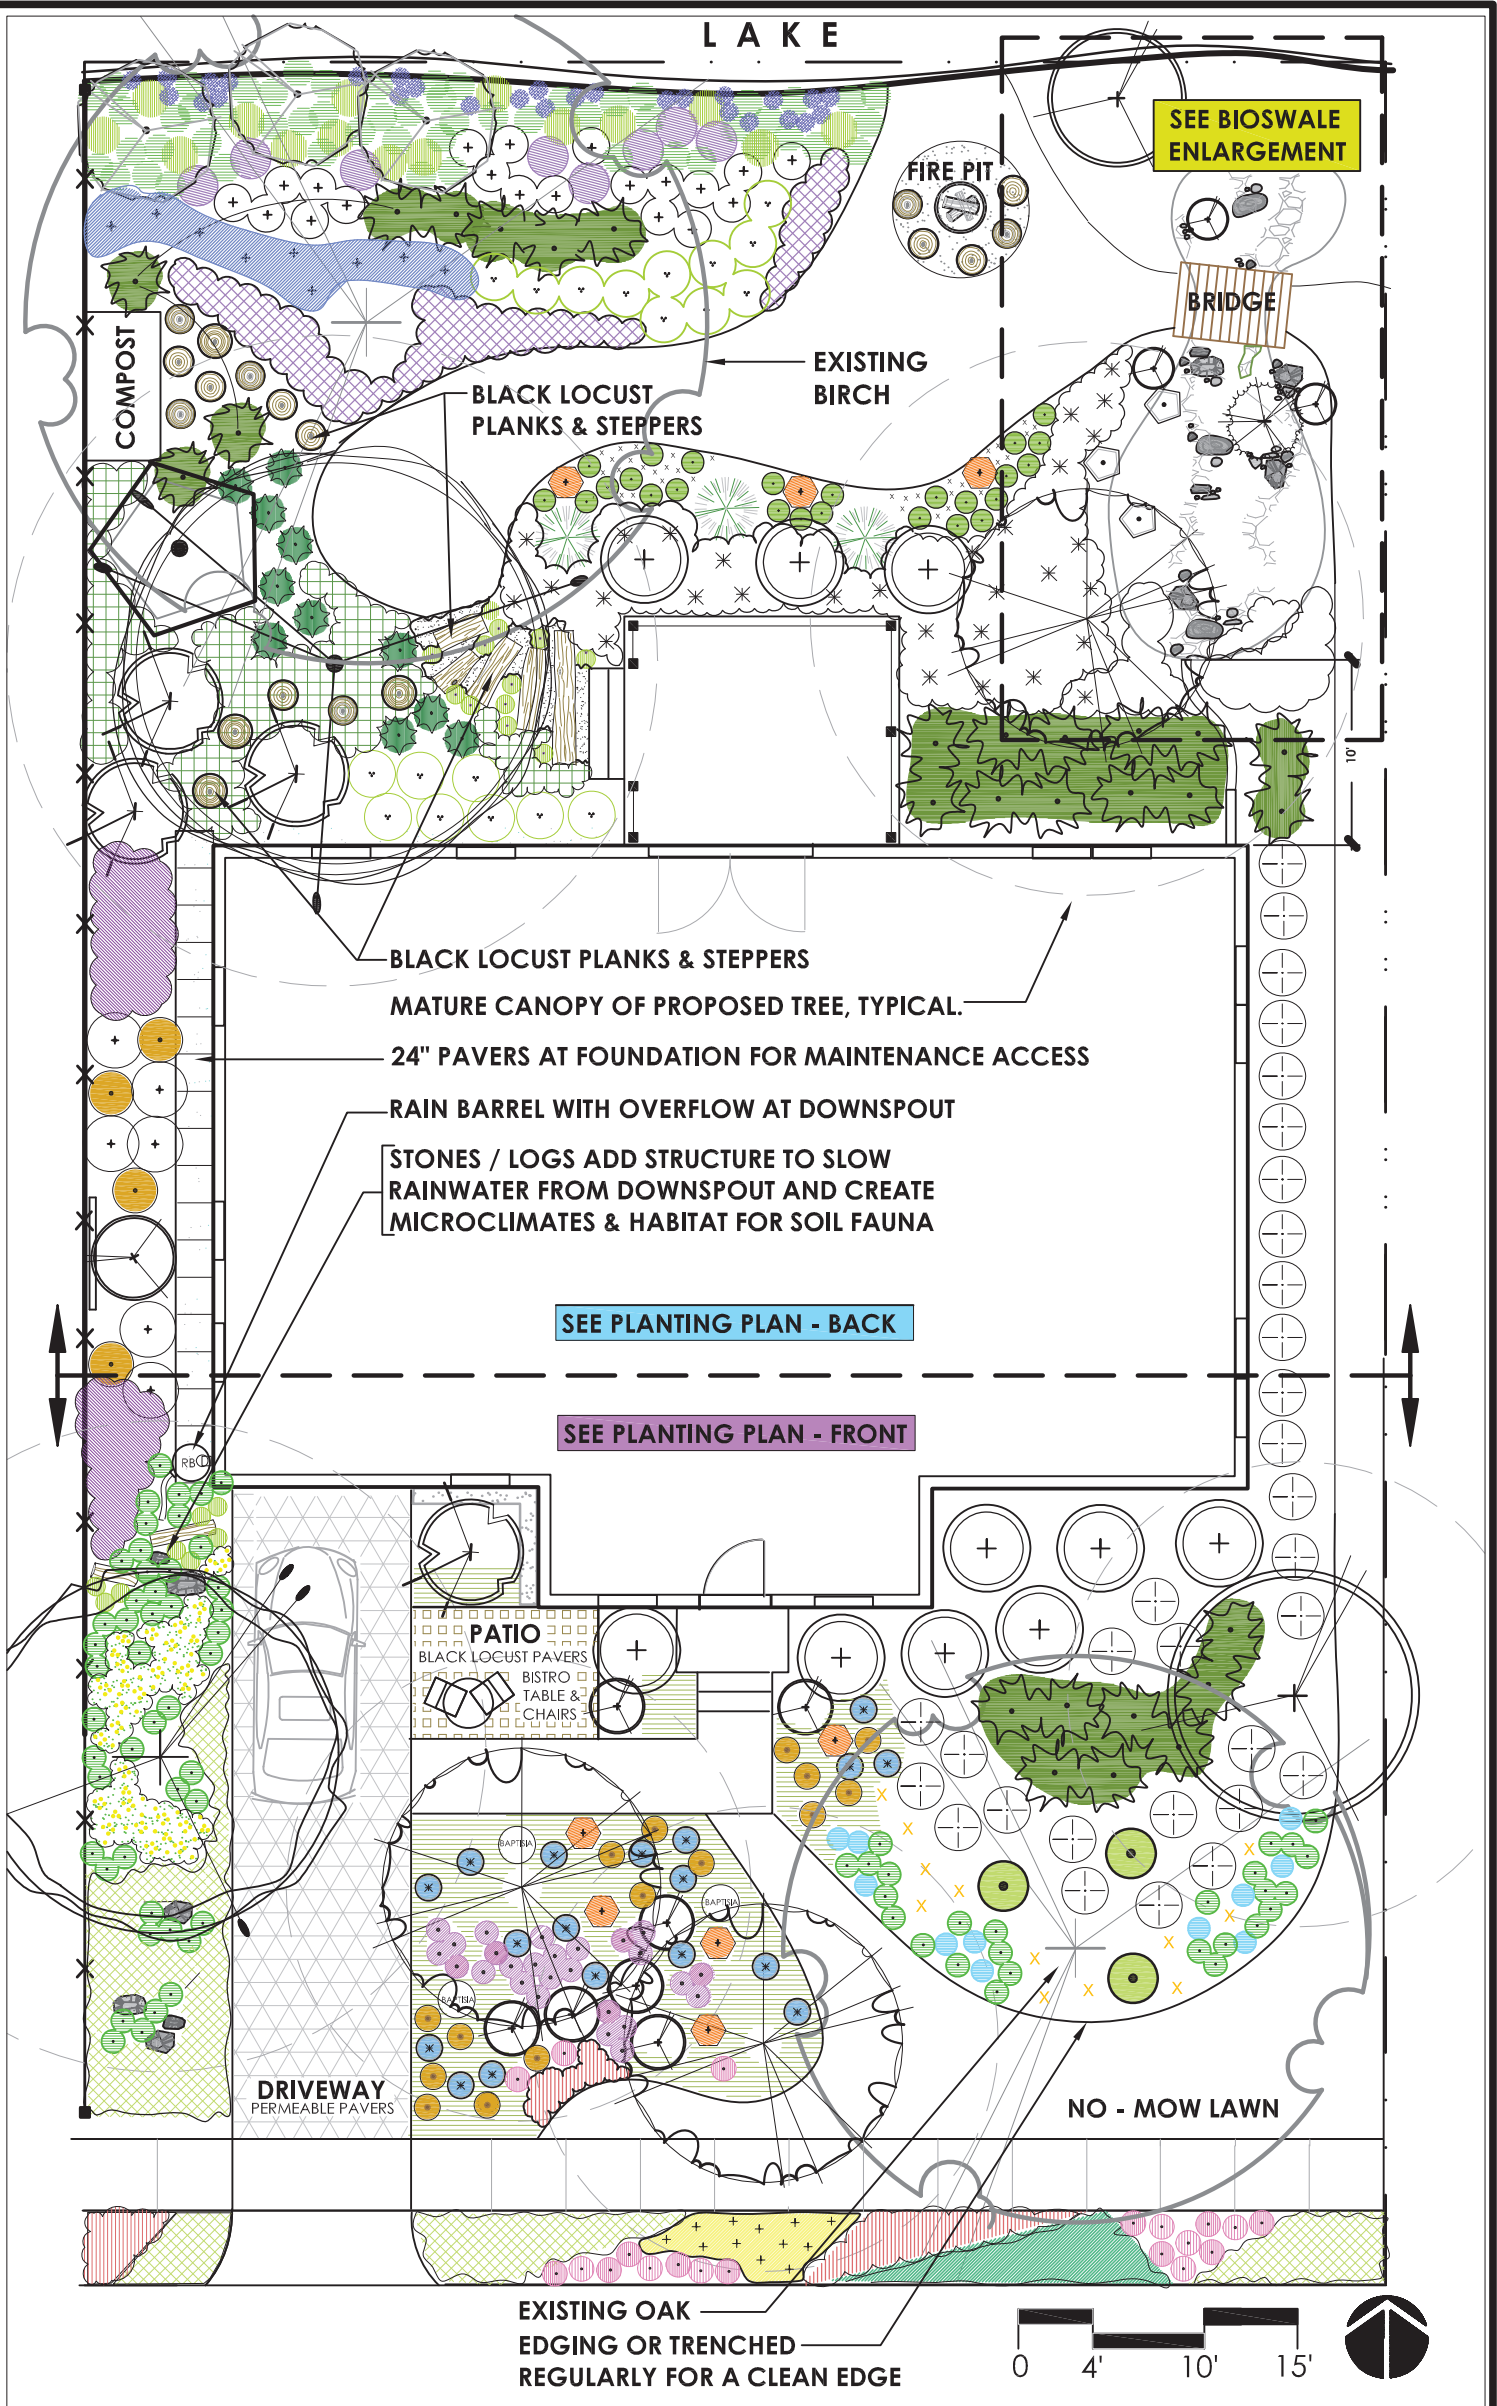 LAKE
SEE BIOSWALE
ENLARGEMENT
FIRE PIT
BRIDGE
COMPOST
EXISTING
BIRCH
BLACK LOCUST
PLANKS & STEPPERS
10'
BLACK LOCUST PLANKS & STEPPERS
MATURE CANOPY OF PROPOSED TREE, TYPICAL.
24" PAVERS AT FOUNDATION FOR MAINTENANCE ACCESS
RAIN BARREL WITH OVERFLOW AT DOWNSPOUT
STONES / LOGS ADD STRUCTURE TO SLOW
RAINWATER FROM DOWNSPOUT AND CREATE
MICROCLIMATES & HABITAT FOR SOIL FAUNA
SEE PLANTING PLAN - BACK
SEE PLANTING PLAN - FRONT
RB
PATIO
BLACK LOCUST PAVERS
BISTRO
TABLE &
CHAIRS
BAPTISIA
BAPTISIA
BAPTISIA
DRIVEWAY
PERMEABLE PAVERS
NO - MOW LAWN
EXISTING OAK
EDGING OR TRENCHED
REGULARLY FOR A CLEAN EDGE
0 4' 10' 15'